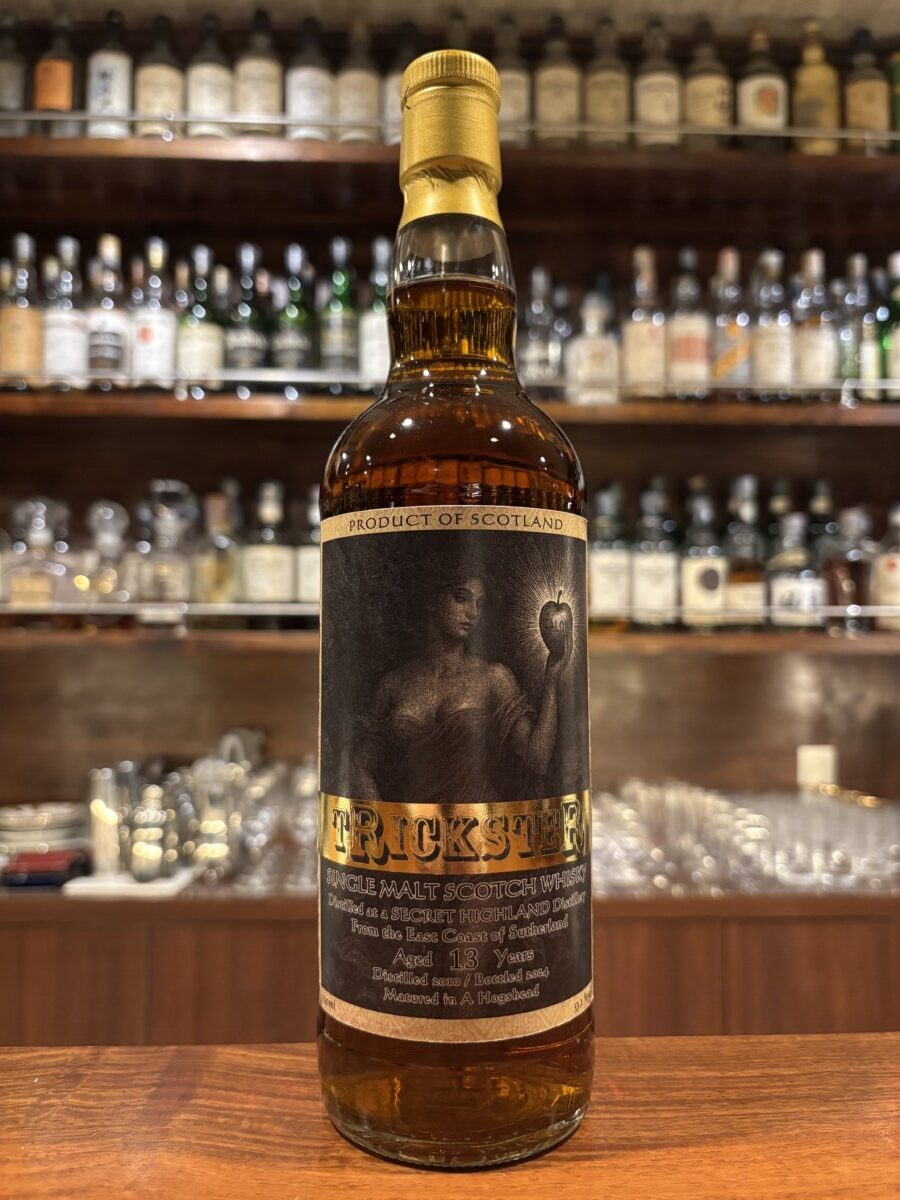 PRODUCT OF SCOTLAND
TRICKSTER
SINGLE MALT SCOTCH WHISKY
Distilled at a SECRET HIGHLAND Distillery
From the East Coast of Sutherland
Aged 13 Years
Distilled 2010 / Bottled 2024
Matured in A Hogshead